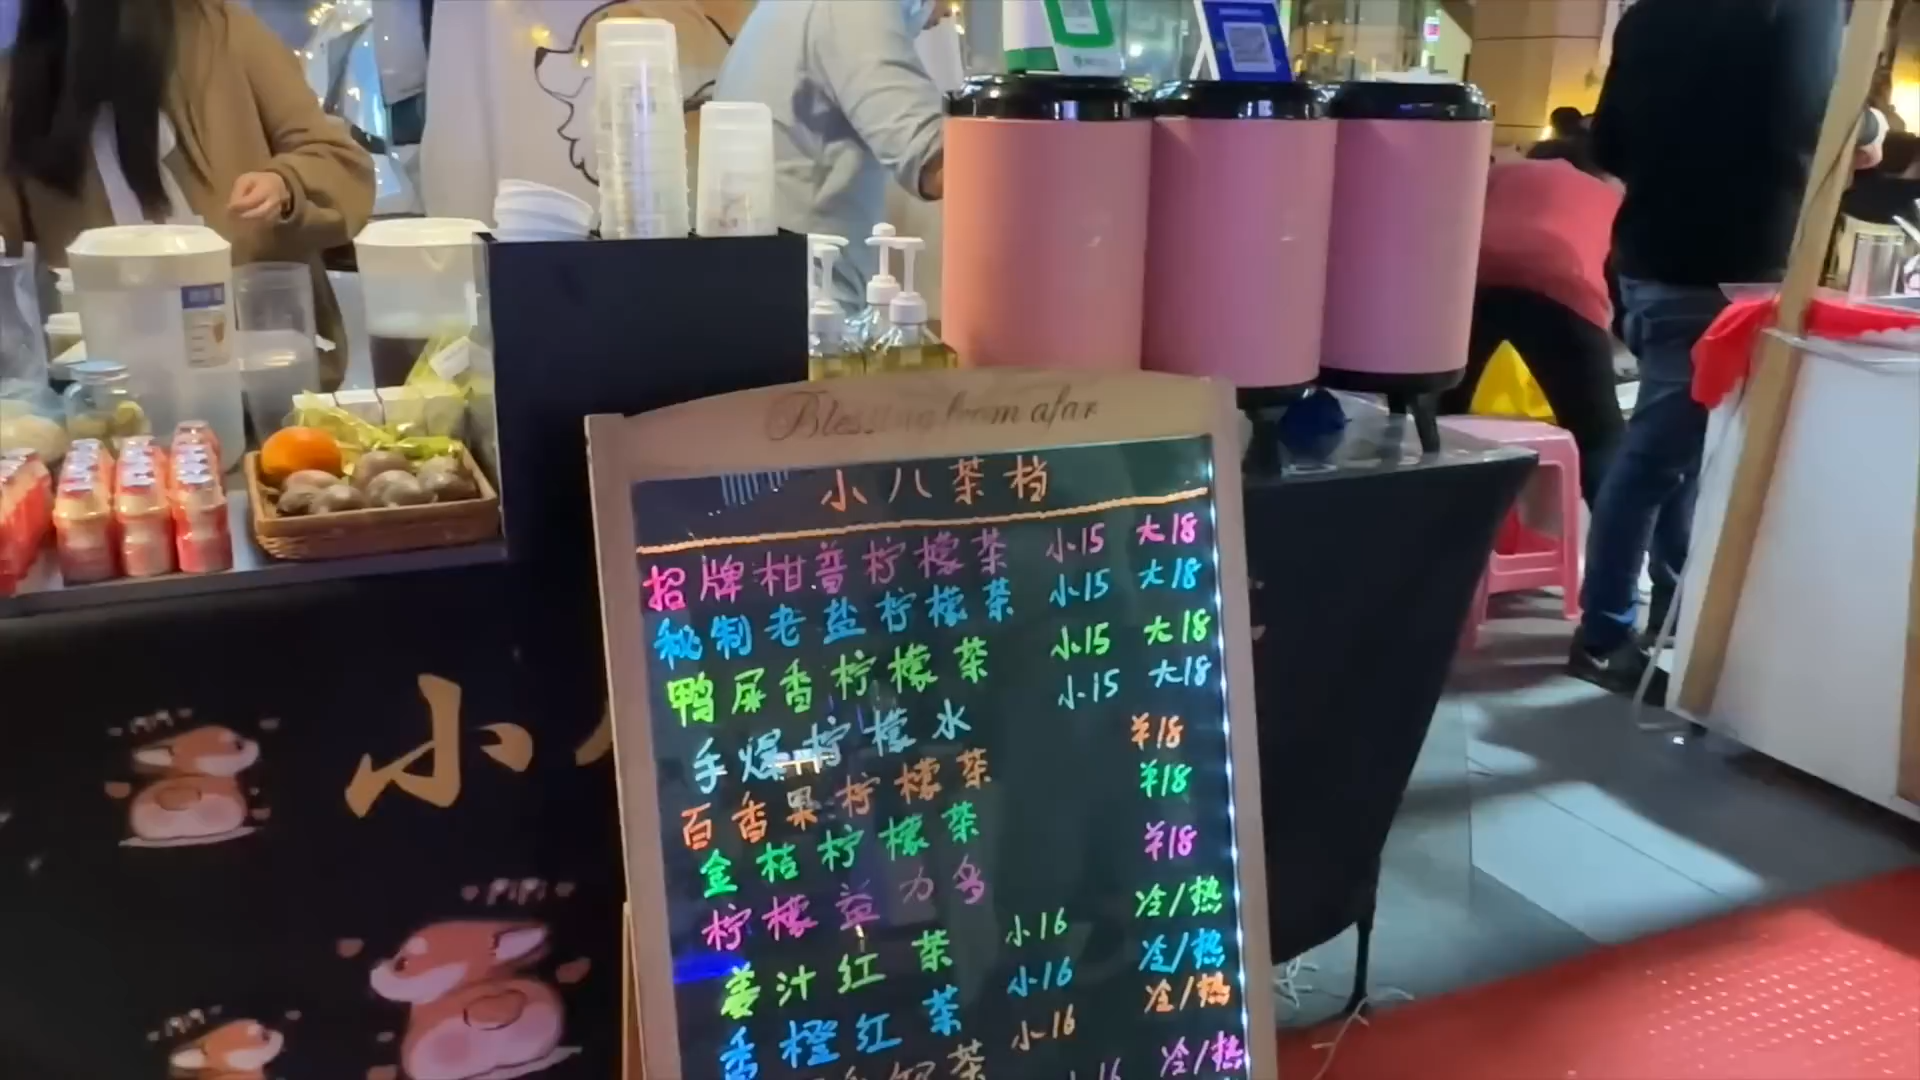 Blessing from afar
小八茶档
招牌柑普柠檬茶 小15 大18
秘制老盐柠檬茶 小15 大18
鸭屎香柠檬茶 小15 大18
手爆柠檬水 小15 大18
百香果柠檬茶 ¥18
金桔柠檬茶 ¥18
柠檬益力多 ¥18
姜汁红茶 小16 冷/热
香橙红茶 小16 冷/热
茶 小16 冷/热
16 冷/热
小
PiPi
PiPi
PiPi